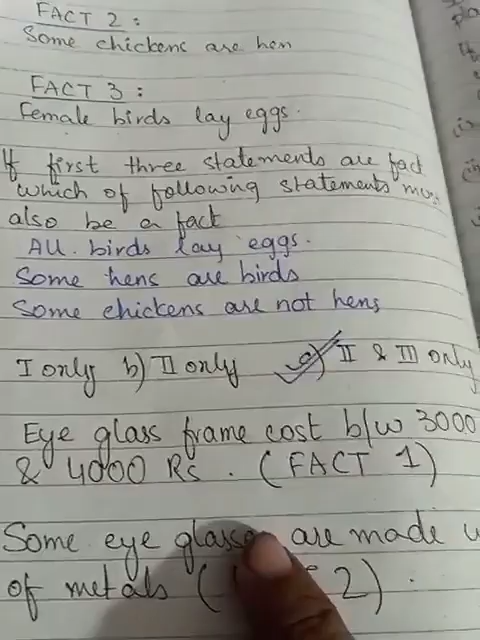 FACT 2:
Some chickens are hen
FACT 3:
Female birds lay eggs.
If first three statements are fact
which of following statements
also be a fact
All birds lay eggs.
Some hens are birds
Some chickens are not hens,
I only b) II only c) II & III only
Eye glass frame cost b/w 3000
& 4000 Rs. (FACT 1)
Some eye glasses are made
of metals ( 2).